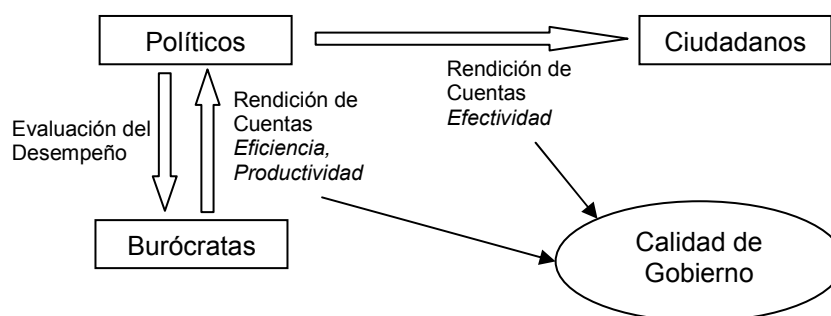 Políticos
Ciudadanos
Rendición de
Cuentas
Efectividad
Evaluación del
Desempeño
Rendición de
Cuentas
Eficiencia,
Productividad
Burócratas
Calidad de
Gobierno